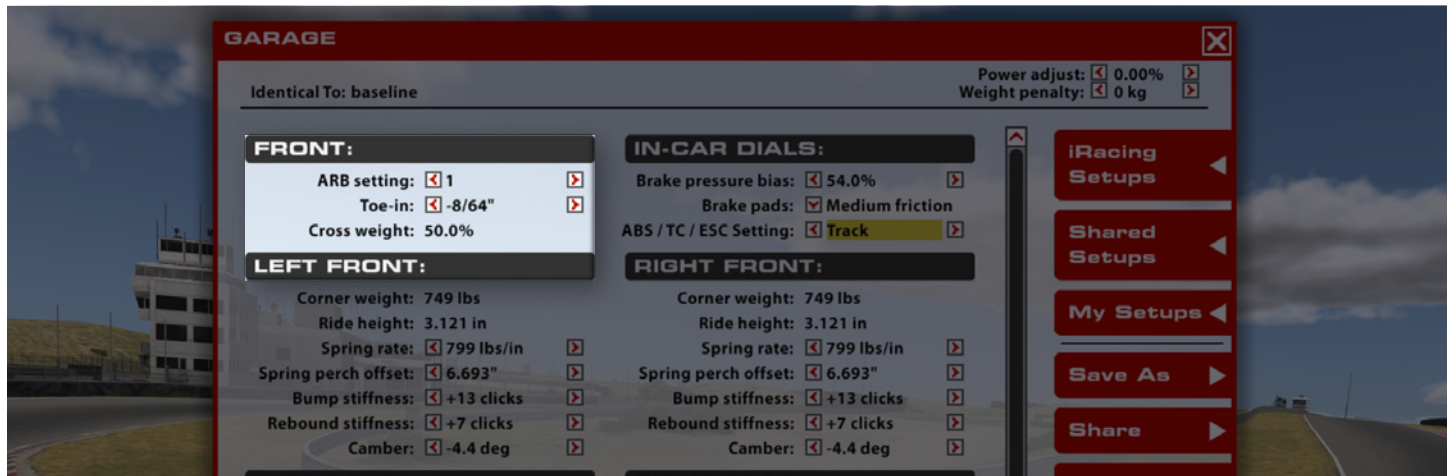 GARAGE
Identical To: baseline
Power adjust: 0.00%
Weight penalty: 0 kg
FRONT:
ARB setting: 1
Toe-in: -8/64"
Cross weight: 50.0%
IN-CAR DIALS:
Brake pressure bias: 54.0%
Brake pads: Medium friction
ABS / TC / ESC Setting: Track
LEFT FRONT:
Corner weight: 749 lbs
Ride height: 3.121 in
Spring rate: 799 lbs/in
Spring perch offset: 6.693"
Bump stiffness: +13 clicks
Rebound stiffness: +7 clicks
Camber: -4.4 deg
RIGHT FRONT:
Corner weight: 749 lbs
Ride height: 3.121 in
Spring rate: 799 lbs/in
Spring perch offset: 6.693"
Bump stiffness: +13 clicks
Rebound stiffness: +7 clicks
Camber: -4.4 deg
iRacing
Setups
Shared
Setups
My Setups
Save As
Share